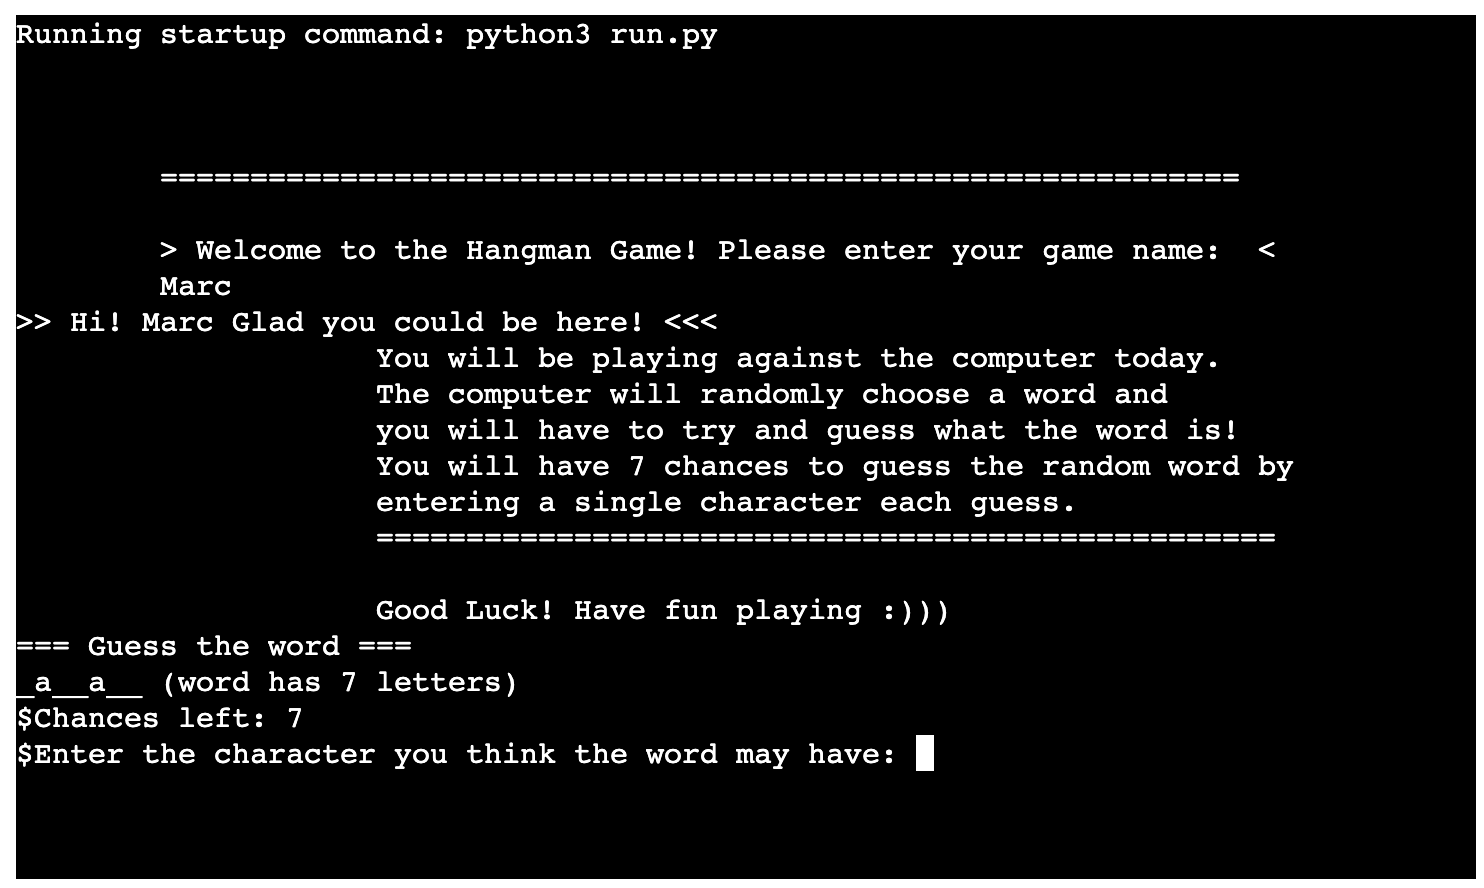 Running startup command: python3 run.py
============================================================
> Welcome to the Hangman Game! Please enter your game name:  <
Marc
>> Hi! Marc Glad you could be here! <<<
You will be playing against the computer today.
The computer will randomly choose a word and
you will have to try and guess what the word is!
You will have 7 chances to guess the random word by
entering a single character each guess.
==================================================
Good Luck! Have fun playing :)))
=== Guess the word ===
_a__a__ (word has 7 letters)
$Chances left: 7
$Enter the character you think the word may have: